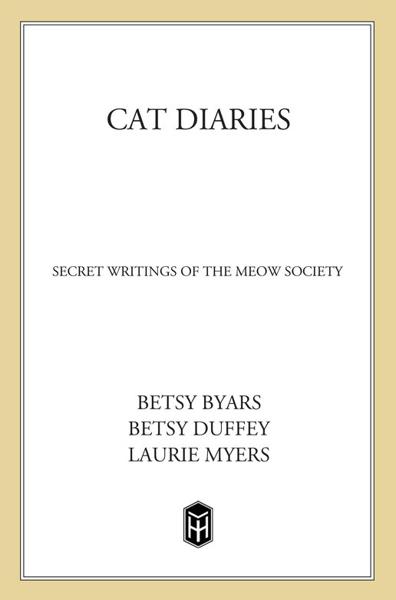 CAT DIARIES
SECRET WRITINGS OF THE MEOW SOCIETY
BETSY BYARS
BETSY DUFFEY
LAURIE MYERS